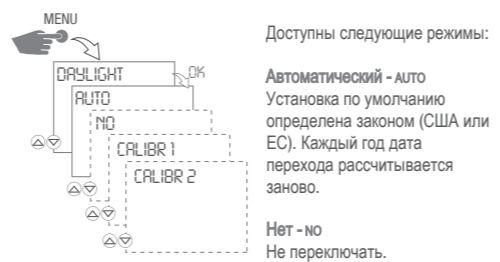 MENU
DAYLIGHT
OK
AUTO
NO
CALIBR 1
CALIBR 2
Доступны следующие режимы:
Автоматический - AUTO
Установка по умолчанию
определена законом (США или
ЕС). Каждый год дата
перехода рассчитывается
заново.
Нет - NO
Не переключать.